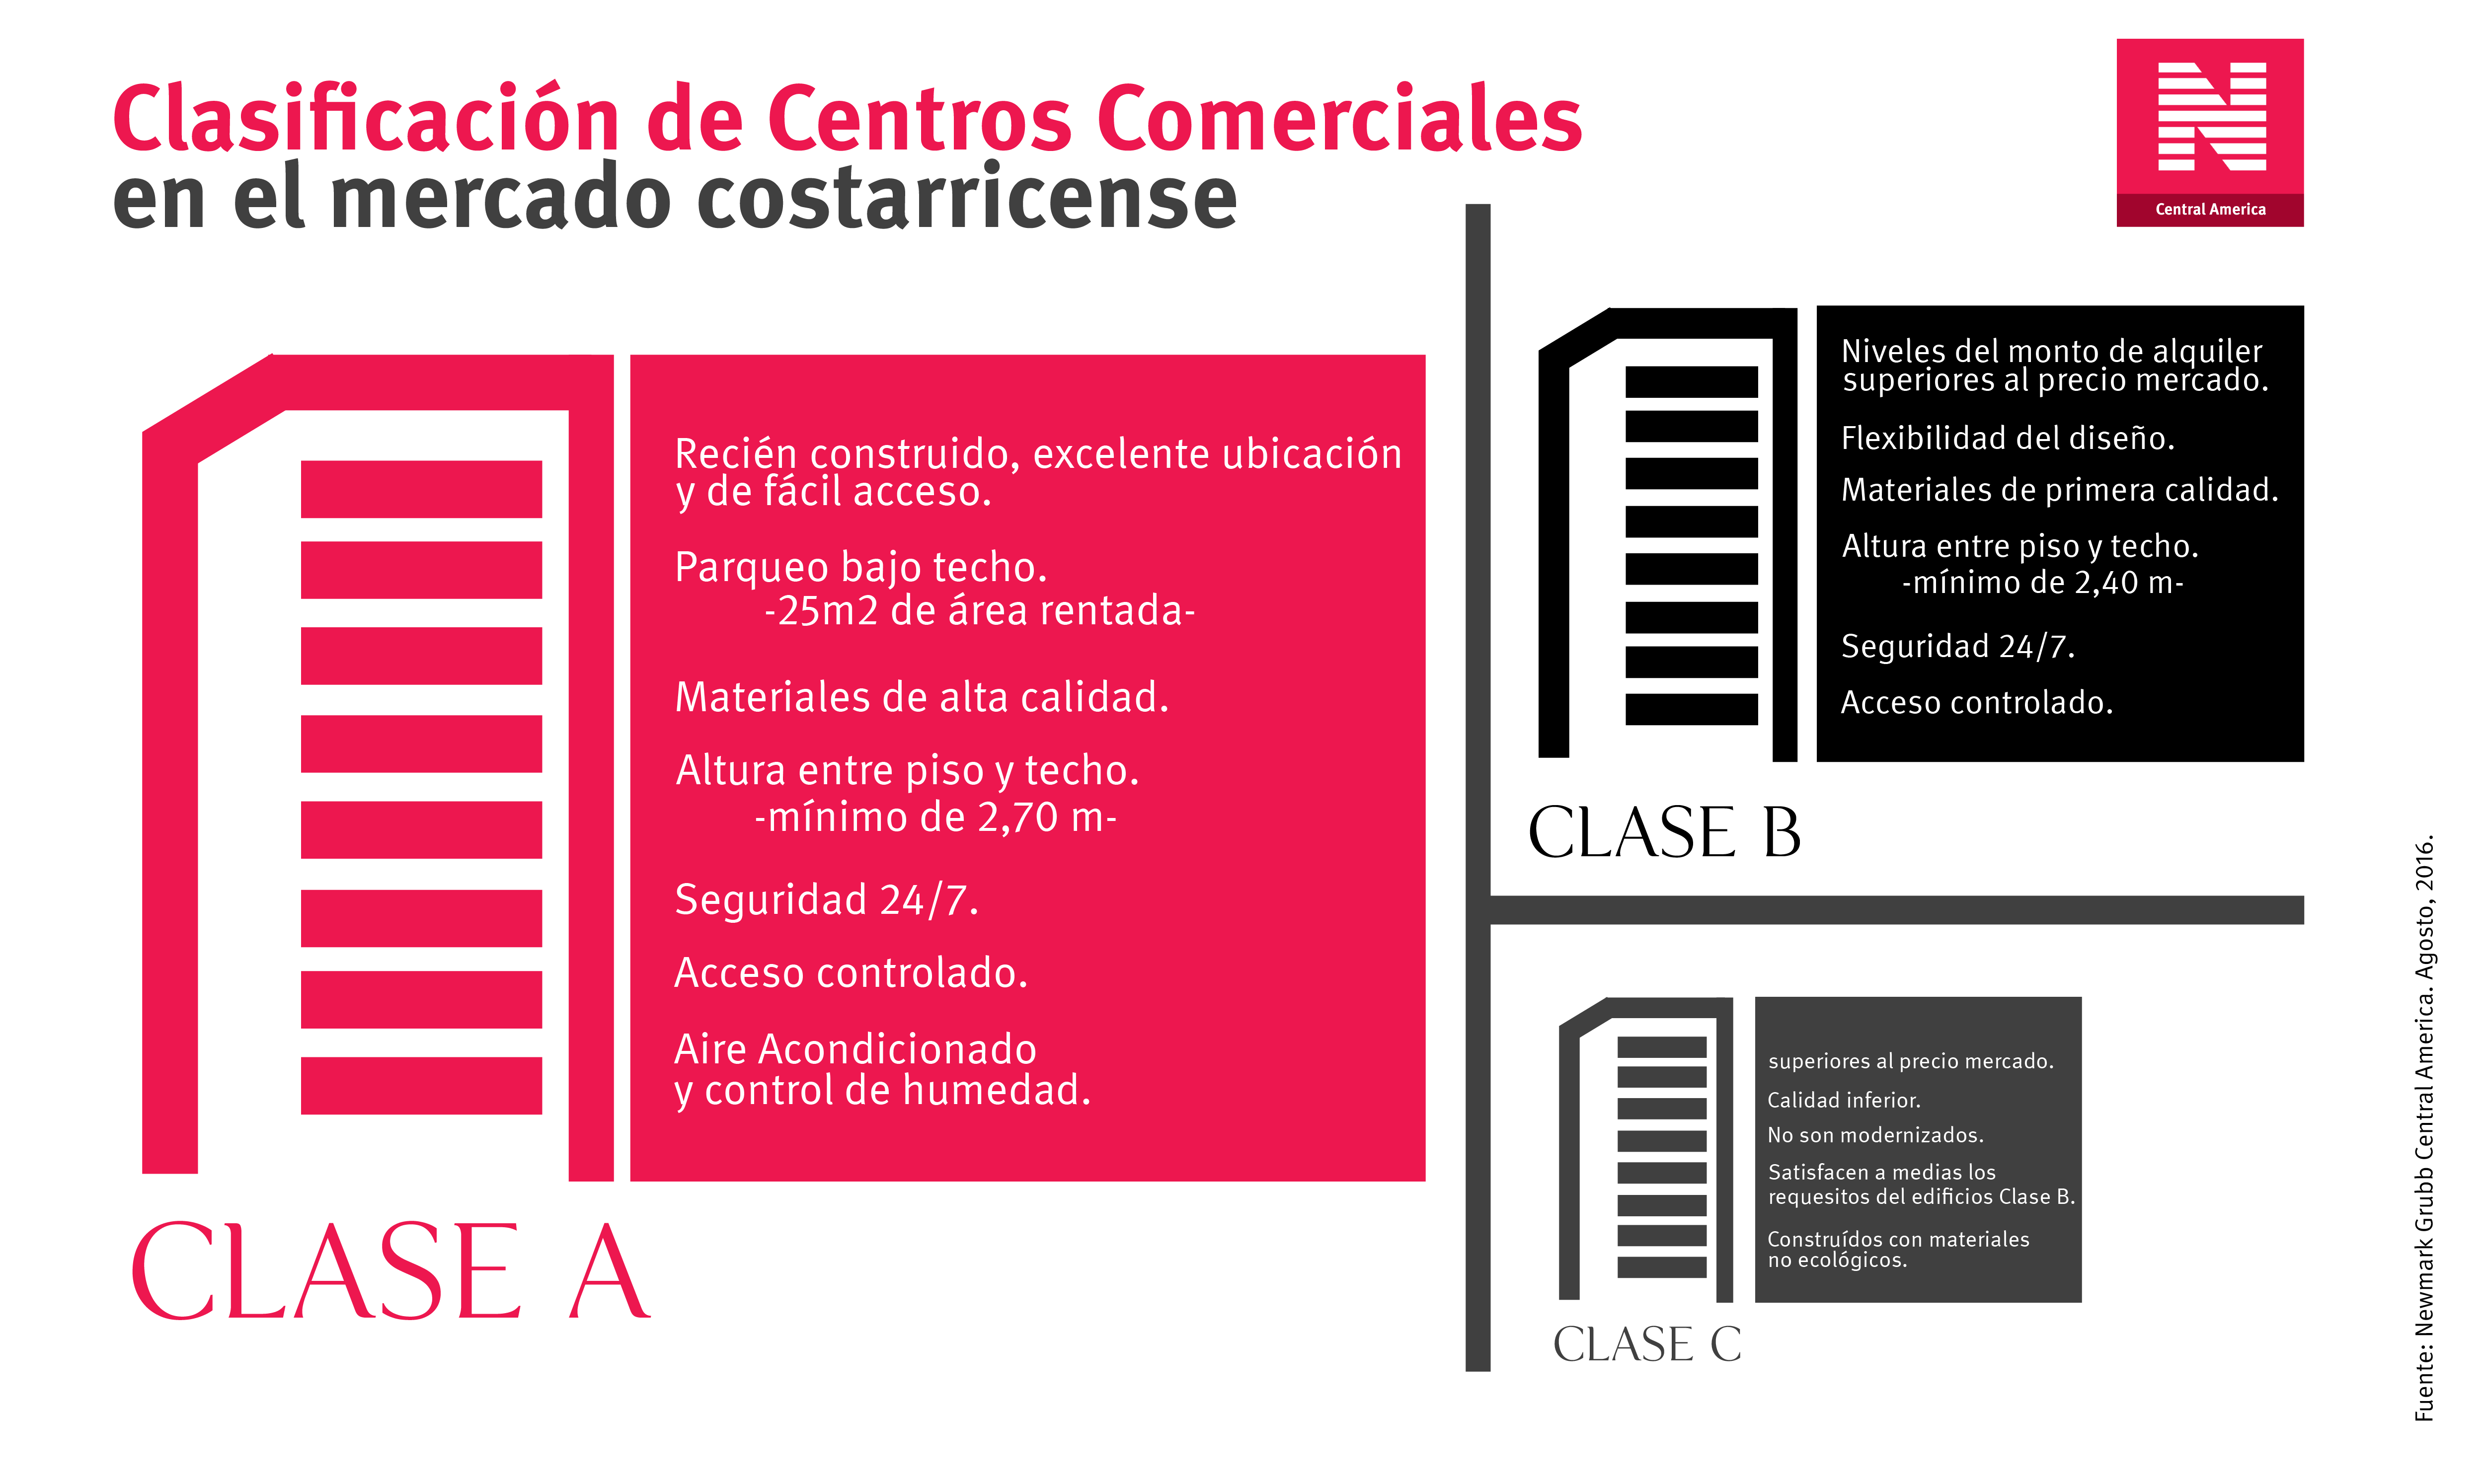 Clasificación de Centros Comerciales
en el mercado costarricense
Central America
Recién construido, excelente ubicación
y de fácil acceso.
Parqueo bajo techo.
-25m2 de área rentada-
Materiales de alta calidad.
Altura entre piso y techo.
-mínimo de 2,70 m-
Seguridad 24/7.
Acceso controlado.
Aire Acondicionado
y control de humedad.
CLASE A
Niveles del monto de alquiler
superiores al precio mercado.
Flexibilidad del diseño.
Materiales de primera calidad.
Altura entre piso y techo.
-mínimo de 2,40 m-
Seguridad 24/7.
Acceso controlado.
CLASE B
superiores al precio mercado.
Calidad inferior.
No son modernizados.
Satisfacen a medias los
requesitos del edificios Clase B.
Construídos con materiales
no ecológicos.
CLASE C
Fuente: Newmark Grubb Central America. Agosto, 2016.